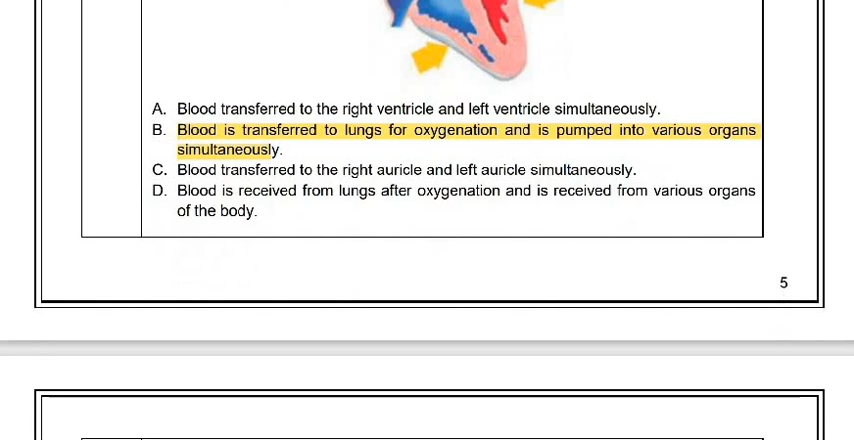 A. Blood transferred to the right ventricle and left ventricle simultaneously.
B. Blood is transferred to lungs for oxygenation and is pumped into various organs
simultaneously.
C. Blood transferred to the right auricle and left auricle simultaneously.
D. Blood is received from lungs after oxygenation and is received from various organs
of the body.
5